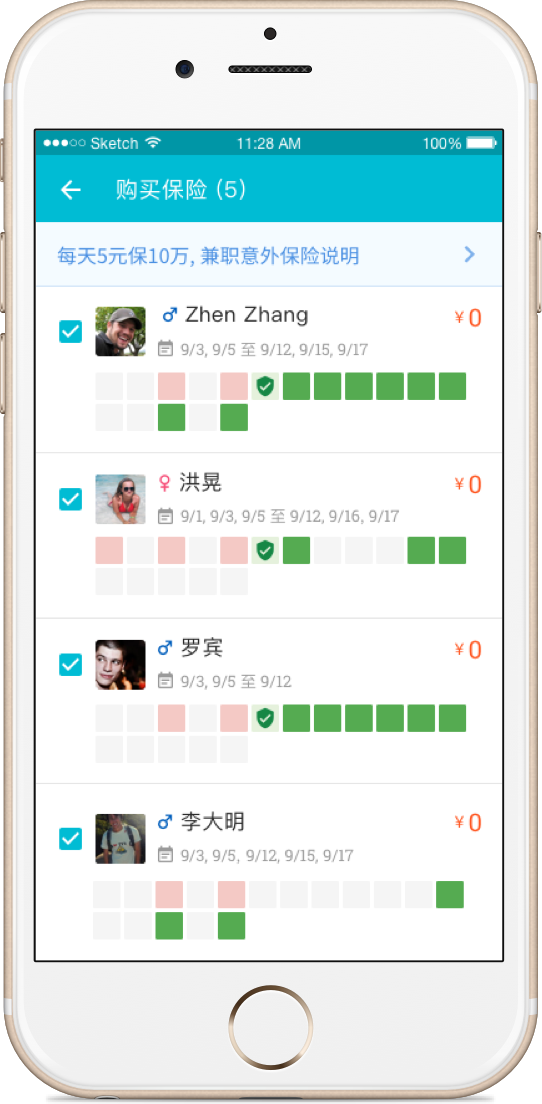 Sketch 11:28 AM 100%
购买保险 (5)
每天5元保10万, 兼职意外保险说明
Zhen Zhang ¥0
9/3, 9/5 至 9/12, 9/15, 9/17
洪晃 ¥0
9/1, 9/3, 9/5 至 9/12, 9/16, 9/17
罗宾 ¥0
9/3, 9/5 至 9/12
李大明 ¥0
9/3, 9/5, 9/12, 9/15, 9/17